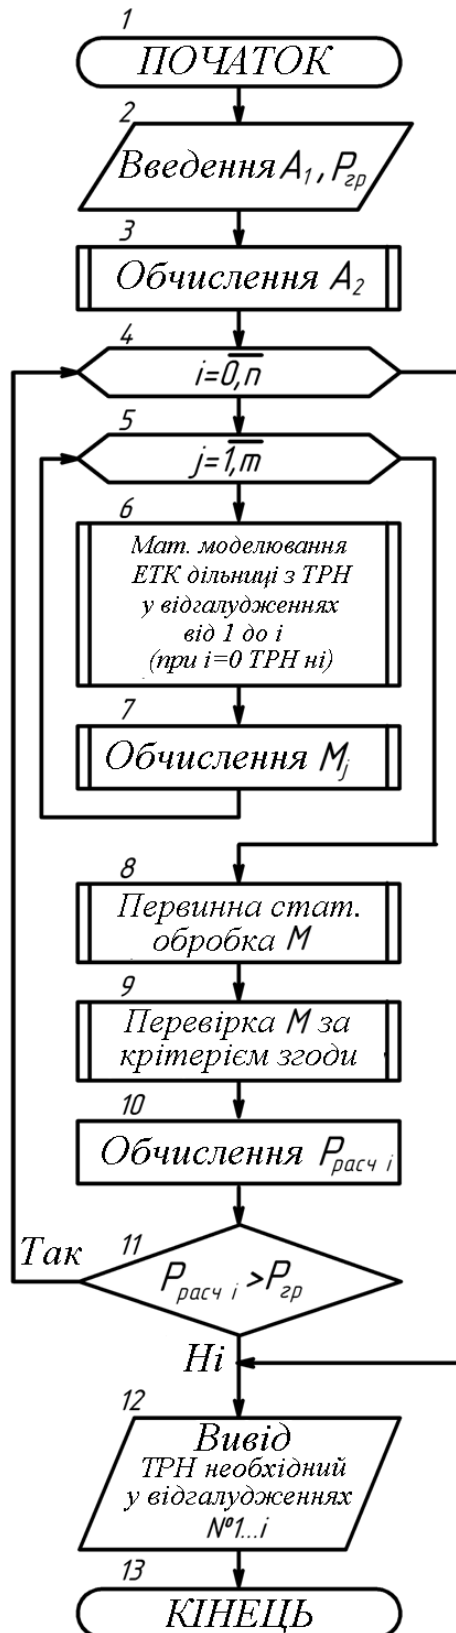 1
ПОЧАТОК
2
Введення A₁, Pгр
3
Обчислення A₂
4
i=0,n
5
j=1,m
6
Мат. моделювання
ЕТК дільниці з ТРН
у відгалудженнях
від 1 до i
(при i=0 ТРН ні)
7
Обчислення Mj
8
Первинна стат.
обробка M
9
Перевірка M за
крітерієм згоди
10
Обчислення Pрасч i
11
Так
Pрасч i >Pгр
Ні
12
Вивід
ТРН необхідний
у відгалудженнях
№1...i
13
КІНЕЦЬ